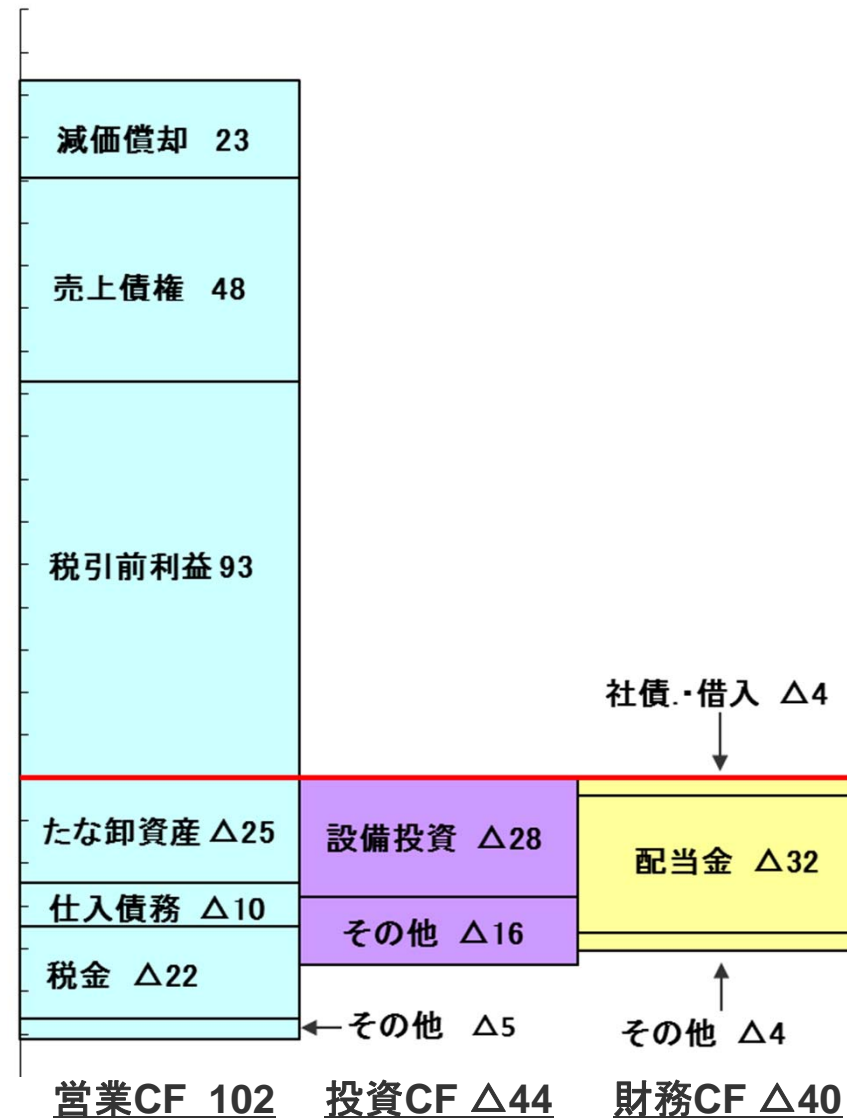 減価償却 23
売上債権 48
税引前利益 93
たな卸資産 △25
仕入債務 △10
税金 △22
その他 △5
営業CF 102
設備投資 △28
その他 △16
投資CF △44
社債.・借入 △4
配当金 △32
その他 △4
財務CF △40